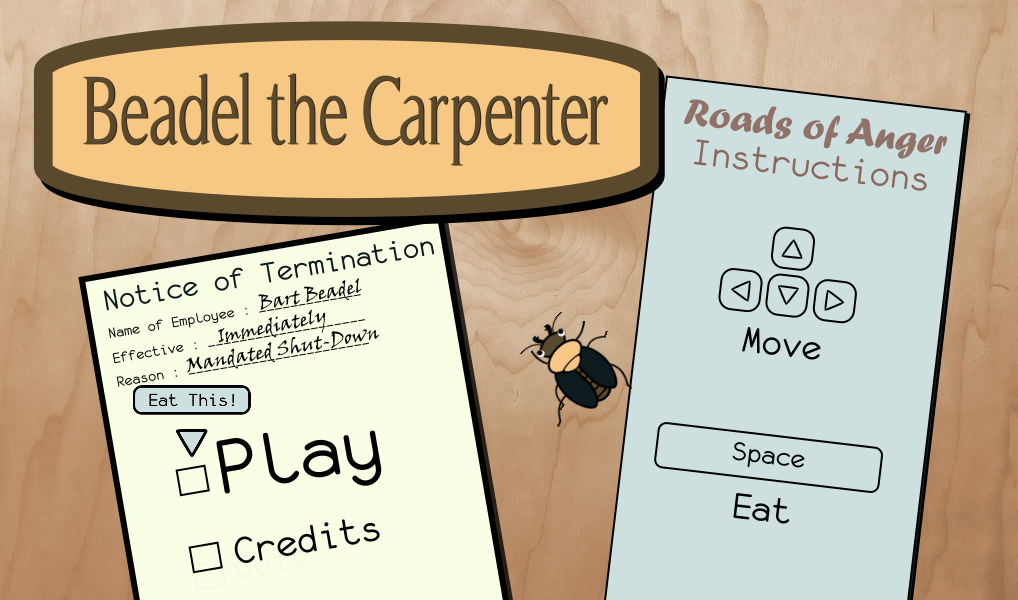 Beadel the Carpenter
Notice of Termination
Name of Employee : Bart Beadel
Effective : Immediately
Reason : Mandated Shut-Down
Eat This!
Play
Credits
Quit
Roads of Anger
Instructions
Move
Space
Eat